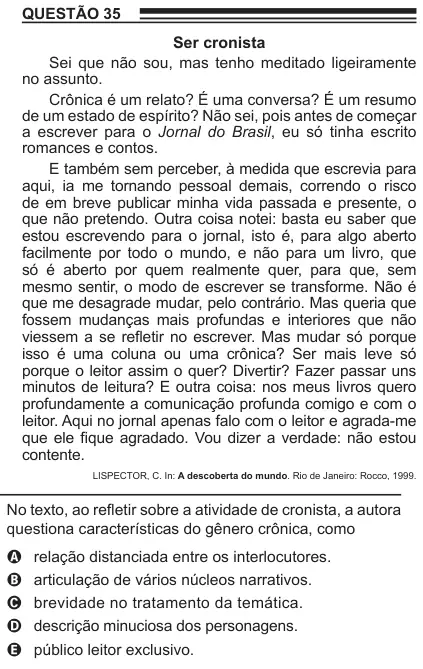 QUESTÃO 35
Ser cronista
Sei que não sou, mas tenho meditado ligeiramente
no assunto.
Crônica é um relato? É uma conversa? É um resumo
de um estado de espírito? Não sei, pois antes de começar
a escrever para o Jornal do Brasil, eu só tinha escrito
romances e contos.
E também sem perceber, à medida que escrevia para
aqui, ia me tornando pessoal demais, correndo o risco
de em breve publicar minha vida passada e presente, o
que não pretendo. Outra coisa notei: basta eu saber que
estou escrevendo para o jornal, isto é, para algo aberto
facilmente por todo o mundo, e não para um livro, que
só é aberto por quem realmente quer, para que, sem
mesmo sentir, o modo de escrever se transforme. Não é
que me desagrade mudar, pelo contrário. Mas queria que
fossem mudanças mais profundas e interiores que não
viessem a se refletir no escrever. Mas mudar só porque
isso é uma coluna ou uma crônica? Ser mais leve só
porque o leitor assim o quer? Divertir? Fazer passar uns
minutos de leitura? E outra coisa: nos meus livros quero
profundamente a comunicação profunda comigo e com o
leitor. Aqui no jornal apenas falo com o leitor e agrada-me
que ele fique agradado. Vou dizer a verdade: não estou
contente.
LISPECTOR, C. In: A descoberta do mundo. Rio de Janeiro: Rocco, 1999.
No texto, ao refletir sobre a atividade de cronista, a autora
questiona características do gênero crônica, como
A relação distanciada entre os interlocutores.
B articulação de vários núcleos narrativos.
C brevidade no tratamento da temática.
D descrição minuciosa dos personagens.
E público leitor exclusivo.